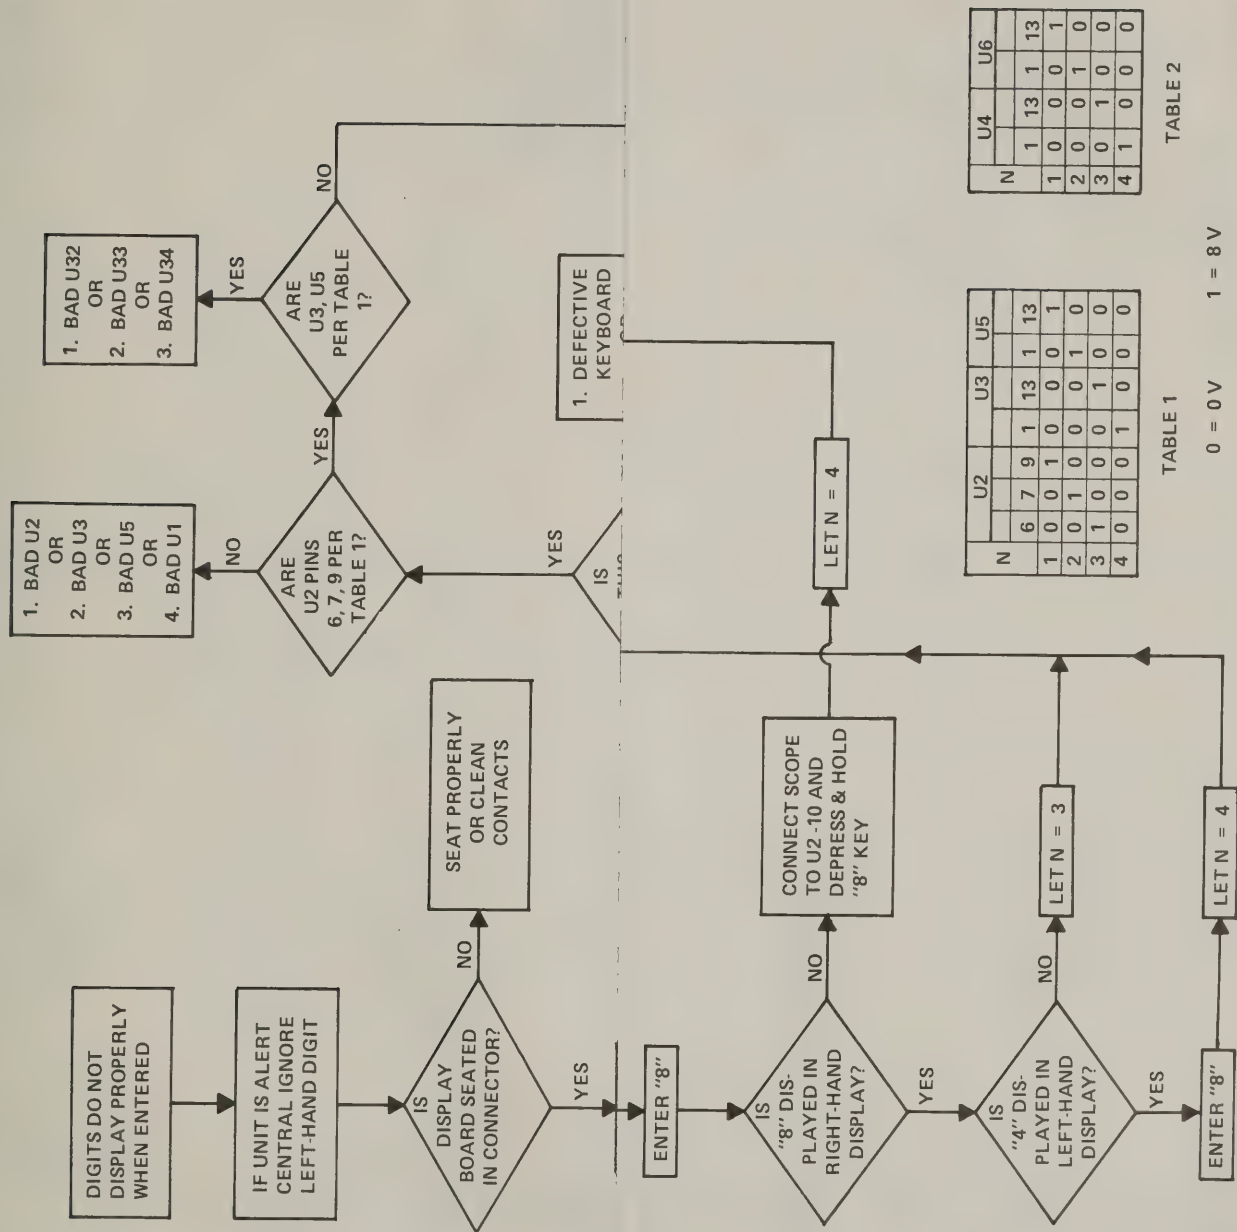 DIGITS DO NOT
DISPLAY PROPERLY
WHEN ENTERED
IF UNIT IS ALERT
CENTRAL IGNORE
LEFT-HAND DIGIT
IS
DISPLAY
BOARD SEATED
IN CONNECTOR?
NO
SEAT PROPERLY
OR CLEAN
CONTACTS
YES
1. BAD U2
OR
2. BAD U3
OR
3. BAD U5
OR
4. BAD U1
NO
ARE
U2 PINS
6, 7, 9 PER
TABLE 1?
YES
YES
IS
1. BAD U32
OR
2. BAD U33
OR
3. BAD U34
YES
ARE
U3, U5
PER TABLE
1?
NO
1. DEFECTIVE
KEYBOARD
ENTER "8"
IS
"8" DIS-
PLAYED IN
RIGHT-HAND
DISPLAY?
NO
CONNECT SCOPE
TO U2 -10 AND
DEPRESS & HOLD
"8" KEY
LET N = 4
YES
IS
"4" DIS-
PLAYED IN
LEFT-HAND
DISPLAY?
NO
LET N = 3
YES
ENTER "8"
LET N = 4
N U2 U3 U5
6 7 9 1 13 1 13
1 0 0 1 0 0 0 1
2 0 1 0 0 0 1 0
3 1 0 0 0 1 0 0
4 0 0 0 1 0 0 0
TABLE 1
0 = 0 V 1 = 8 V
N U4 U6
1 13 1 13
1 0 0 0 1
2 0 0 1 0
3 0 1 0 0
4 1 0 0 0
TABLE 2